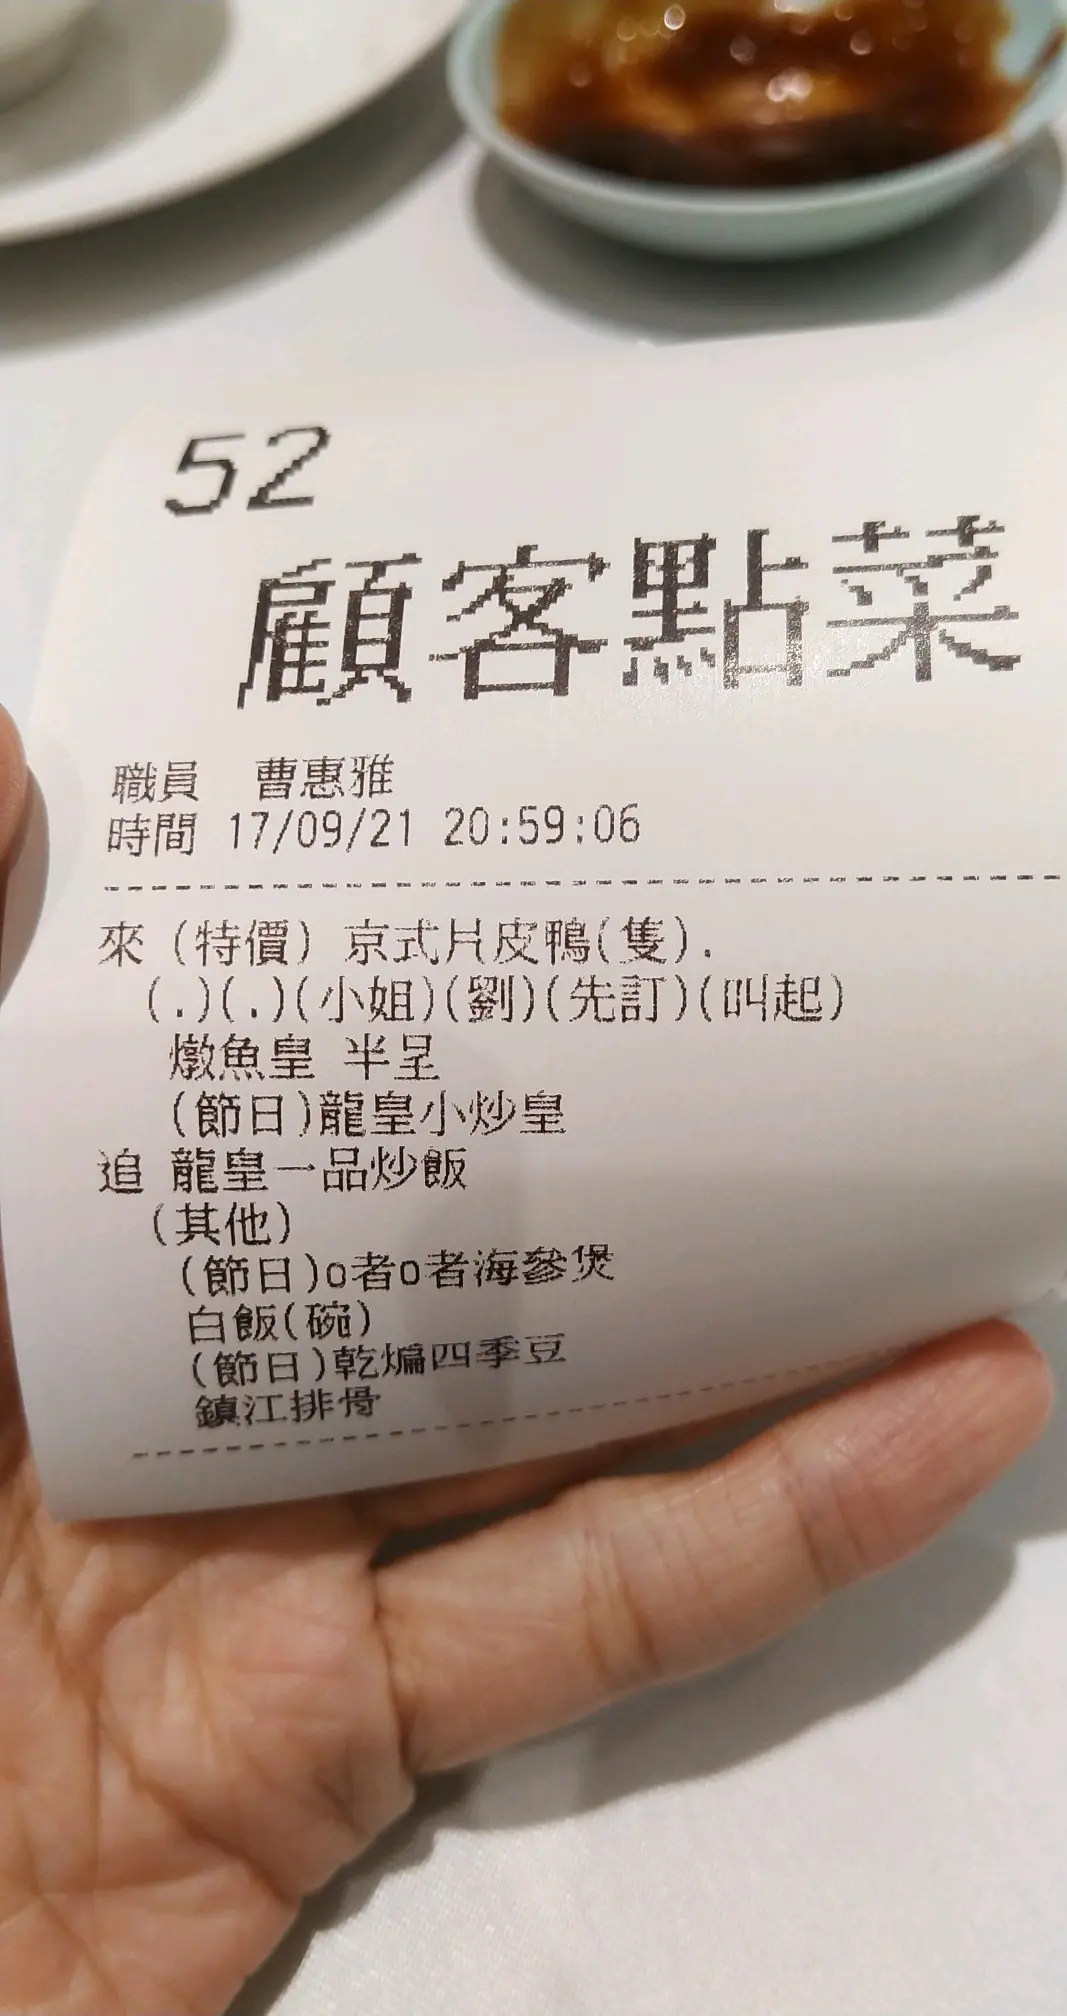 52
顧客點菜
職員 曹惠雅
時間 17/09/21 20:59:06
來 (特價) 京式片皮鴨(隻).
(.)(.)(小姐)(劉)(先訂)(叫起)
燉魚皇 半呈
(節日)龍皇小炒皇
追 龍皇一品炒飯
(其他)
(節日)o者o者海參煲
白飯(碗)
(節日)乾煸四季豆
鎮江排骨